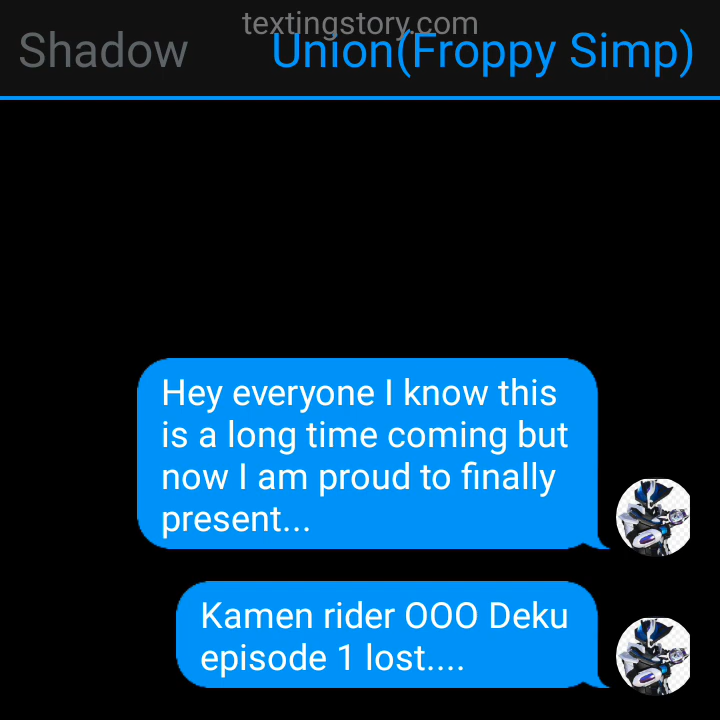 textingstory.com
Shadow Union(Froppy Simp)
Hey everyone I know this
is a long time coming but
now I am proud to finally
present...
Kamen rider OOO Deku
episode 1 lost....